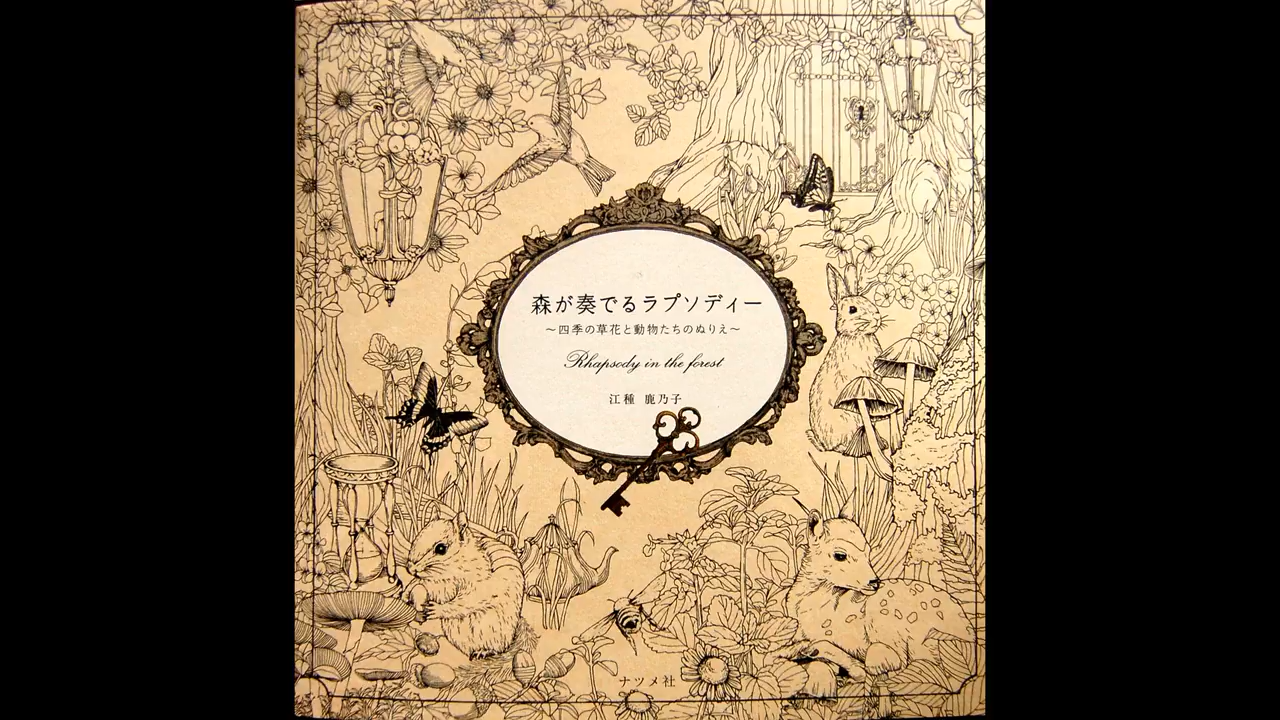 森が奏でるラプソディー
～四季の草花と動物たちのぬりえ～
Rhapsody in the forest
江種 鹿乃子
ナツメ社